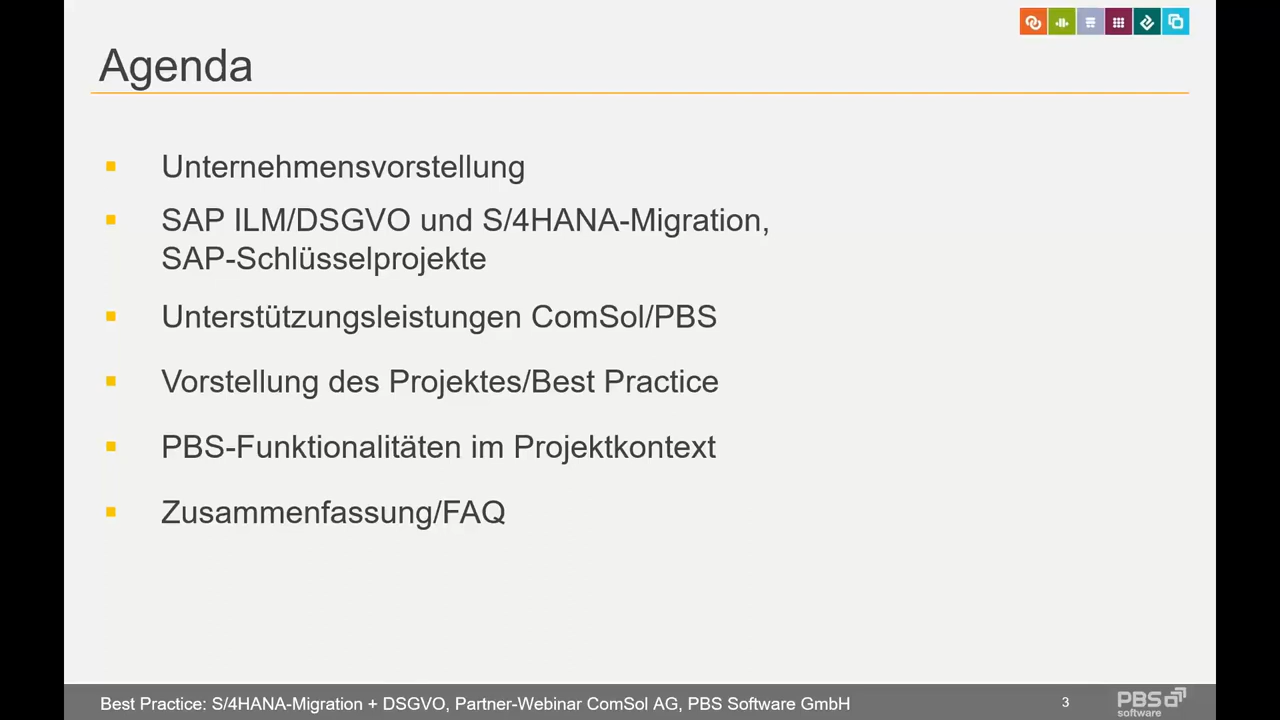 Agenda
Unternehmensvorstellung
SAP ILM/DSGVO und S/4HANA-Migration,
SAP-Schlüsselprojekte
Unterstützungsleistungen ComSol/PBS
Vorstellung des Projektes/Best Practice
PBS-Funktionalitäten im Projektkontext
Zusammenfassung/FAQ
Best Practice: S/4HANA-Migration + DSGVO, Partner-Webinar ComSol AG, PBS Software GmbH
3
PBS
software